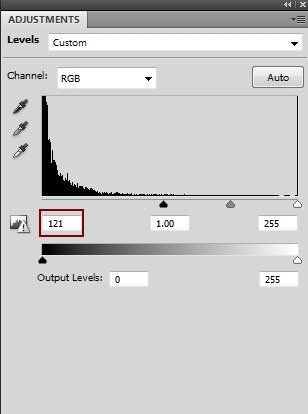 ADJUSTMENTS
Levels Custom
Channel: RGB Auto
121 1.00 255
Output Levels: 0 255